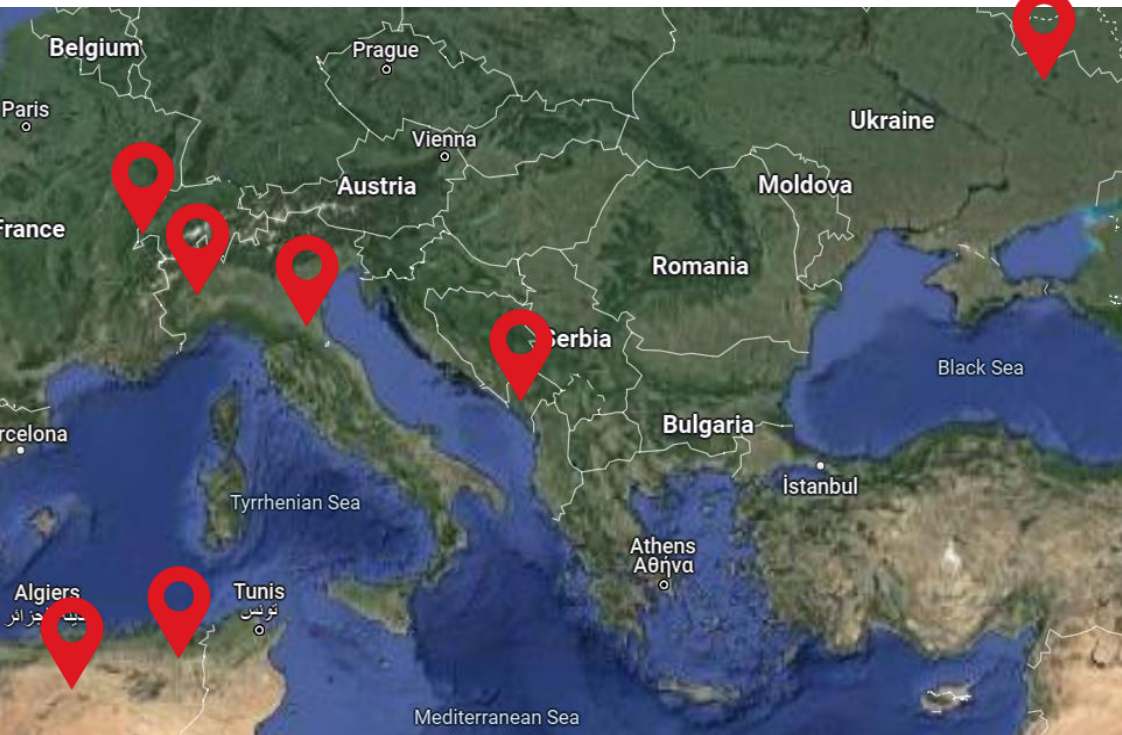 Belgium
Prague
Paris
Ukraine
Vienna
Austria
Moldova
France
Romania
Serbia
Black Sea
Bulgaria
rcelona
İstanbul
Tyrrhenian Sea
Athens
Αθήνα
Algiers
Tunis
تونس
Mediterranean Sea